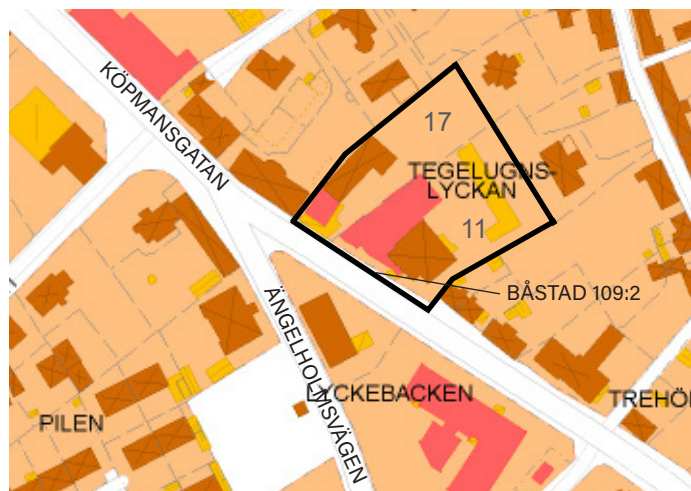 KÖPMANSGATAN
17
TEGELUGNS-
LYCKAN
11
BÅSTAD 109:2
ÄNGELHOLMSVÄGEN
LYCKEBACKEN
TREHÖ
PILEN